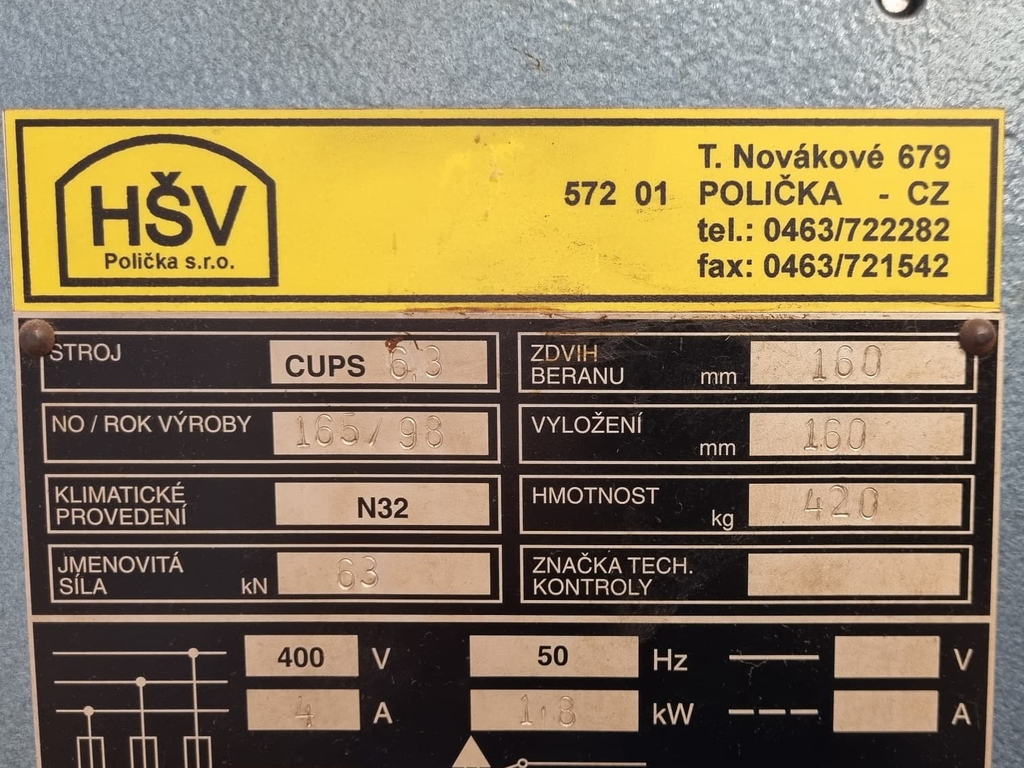 HŠV
Polička s.r.o.
T. Novákové 679
572 01 POLIČKA - CZ
tel.: 0463/722282
fax: 0463/721542
STROJ CUPS 6,3
NO / ROK VÝROBY 165/98
KLIMATICKÉ
PROVEDENÍ N32
JMENOVITÁ
SÍLA kN 63
ZDVIH
BERANU mm 160
VYLOŽENÍ
mm 160
HMOTNOST
kg 420
ZNAČKA TECH.
KONTROLY
400 V 50 Hz V
4 A 1.8 kW A